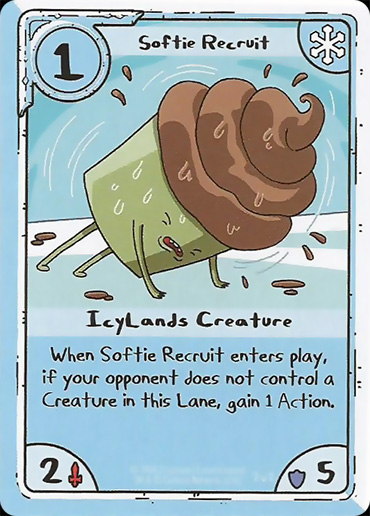 1
Softie Recruit
IcyLands Creature
When Softie Recruit enters play,
if your opponent does not control a
Creature in this Lane, gain 1 Action.
2
5